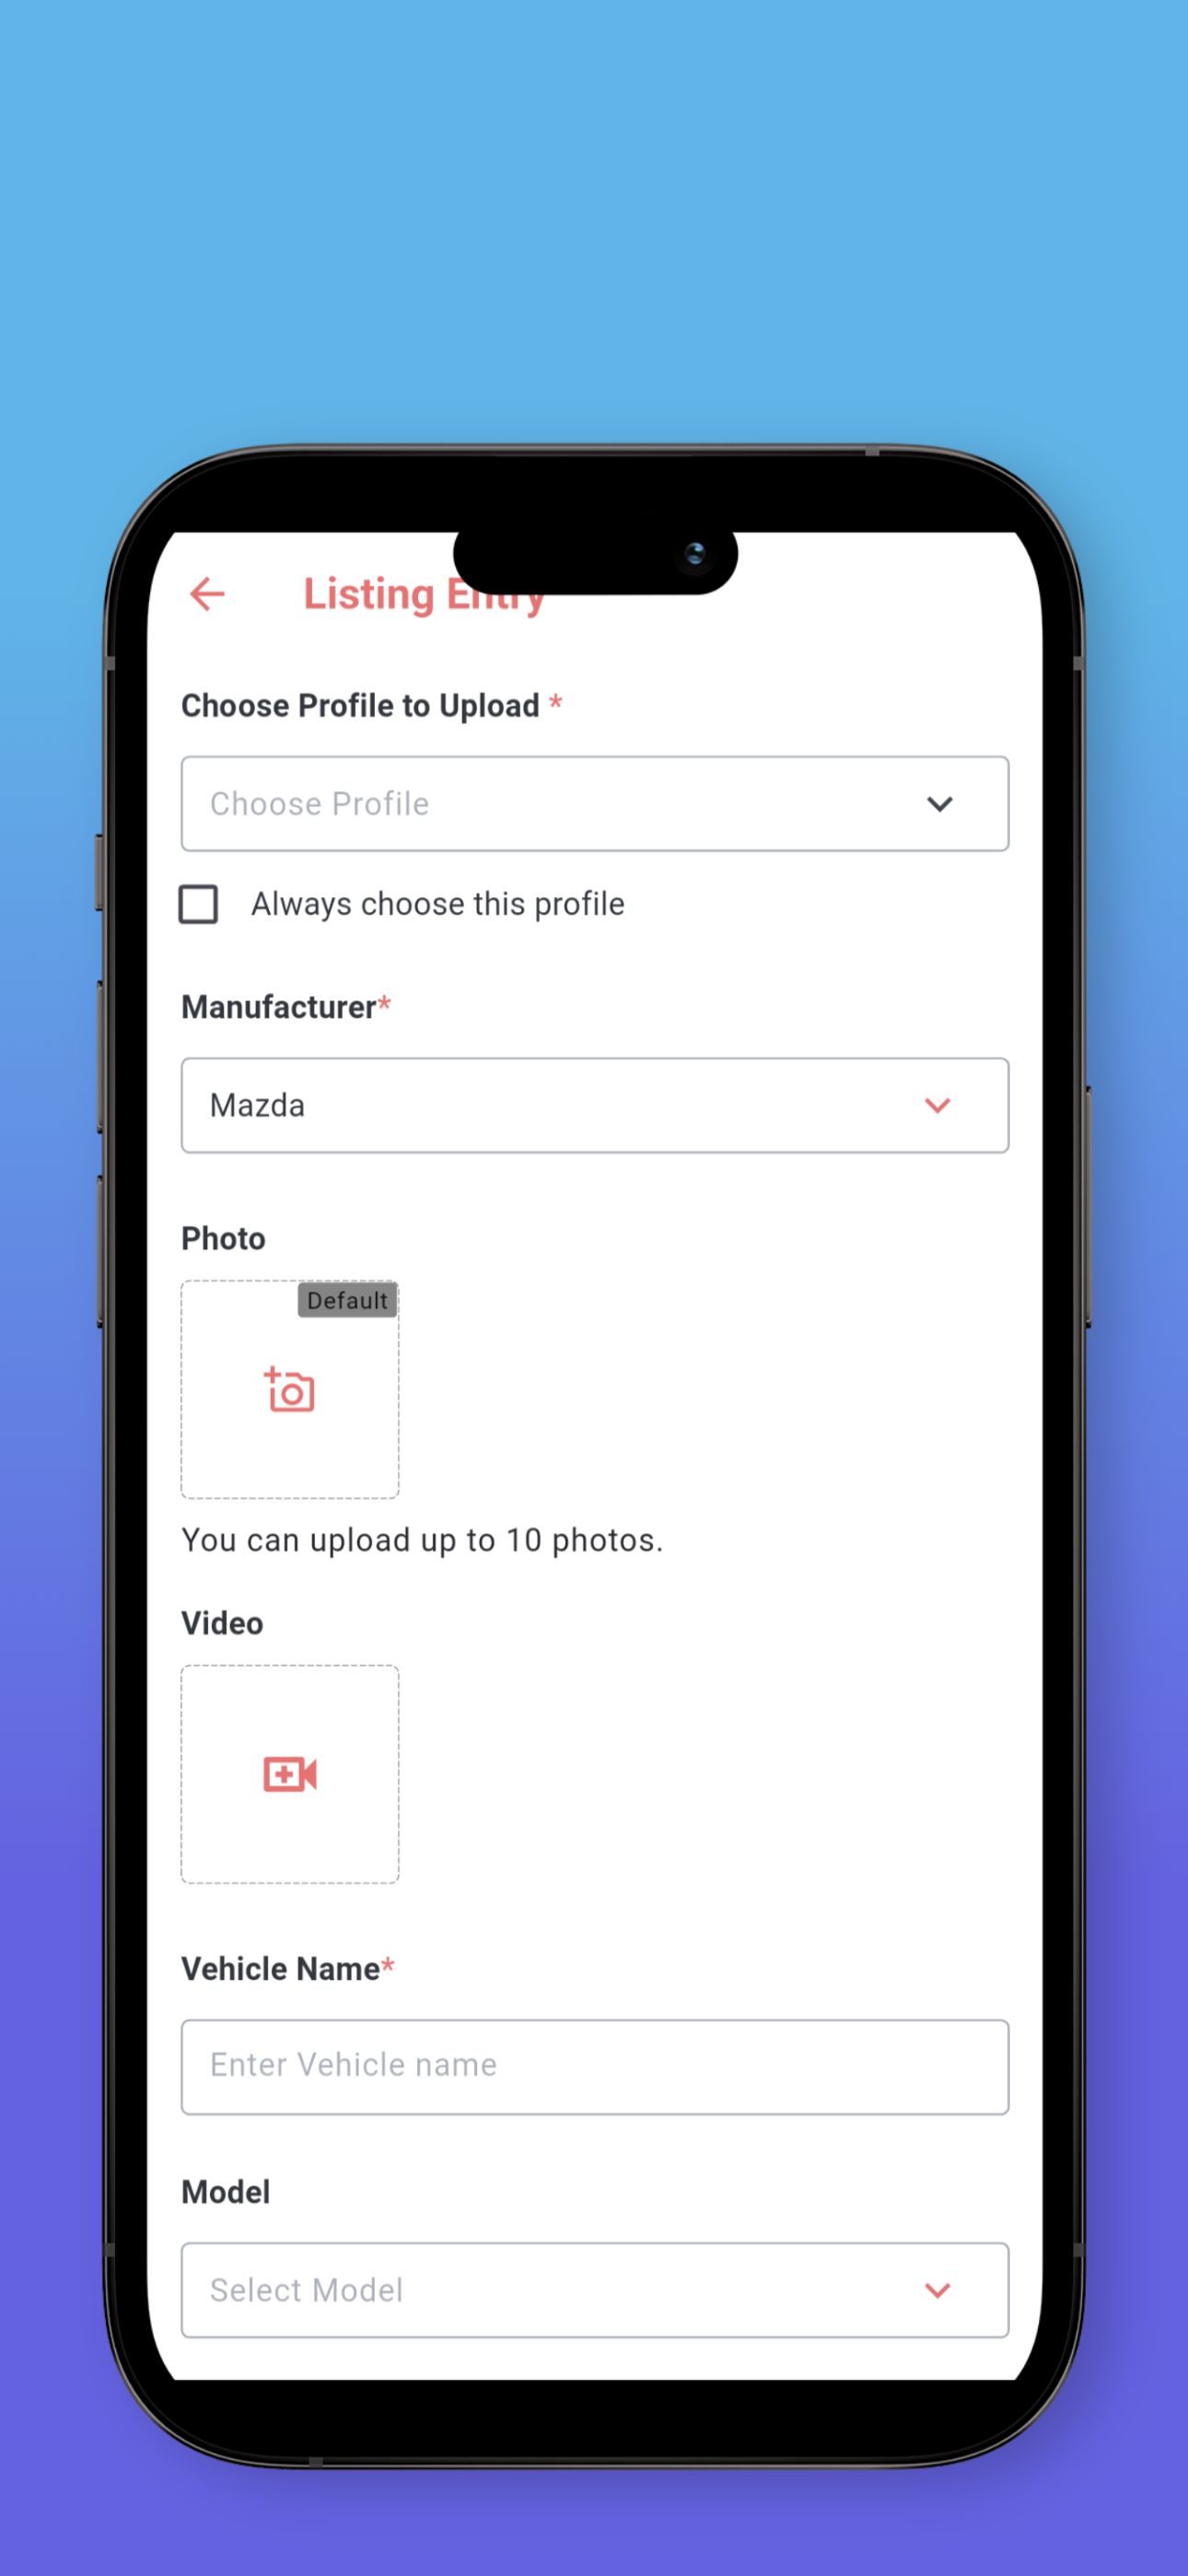 Listing Entry
Choose Profile to Upload *
Choose Profile
Always choose this profile
Manufacturer*
Mazda
Photo
Default
You can upload up to 10 photos.
Video
Vehicle Name*
Enter Vehicle name
Model
Select Model